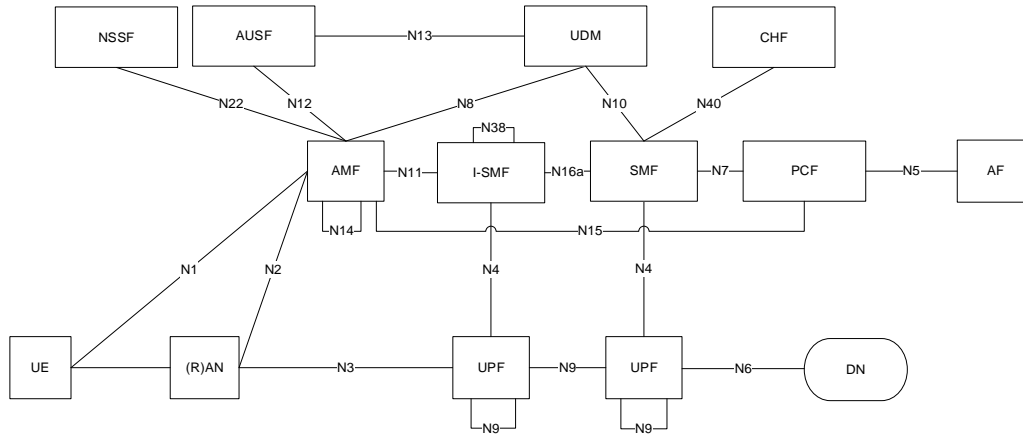 NSSF
AUSF
N13
UDM
CHF
N22
N12
N8
N10
N40
N38
AMF
N11
I-SMF
N16a
SMF
N7
PCF
N5
AF
N14
N15
N1
N2
N4
N4
UE
(R)AN
N3
UPF
N9
UPF
N6
DN
N9
N9